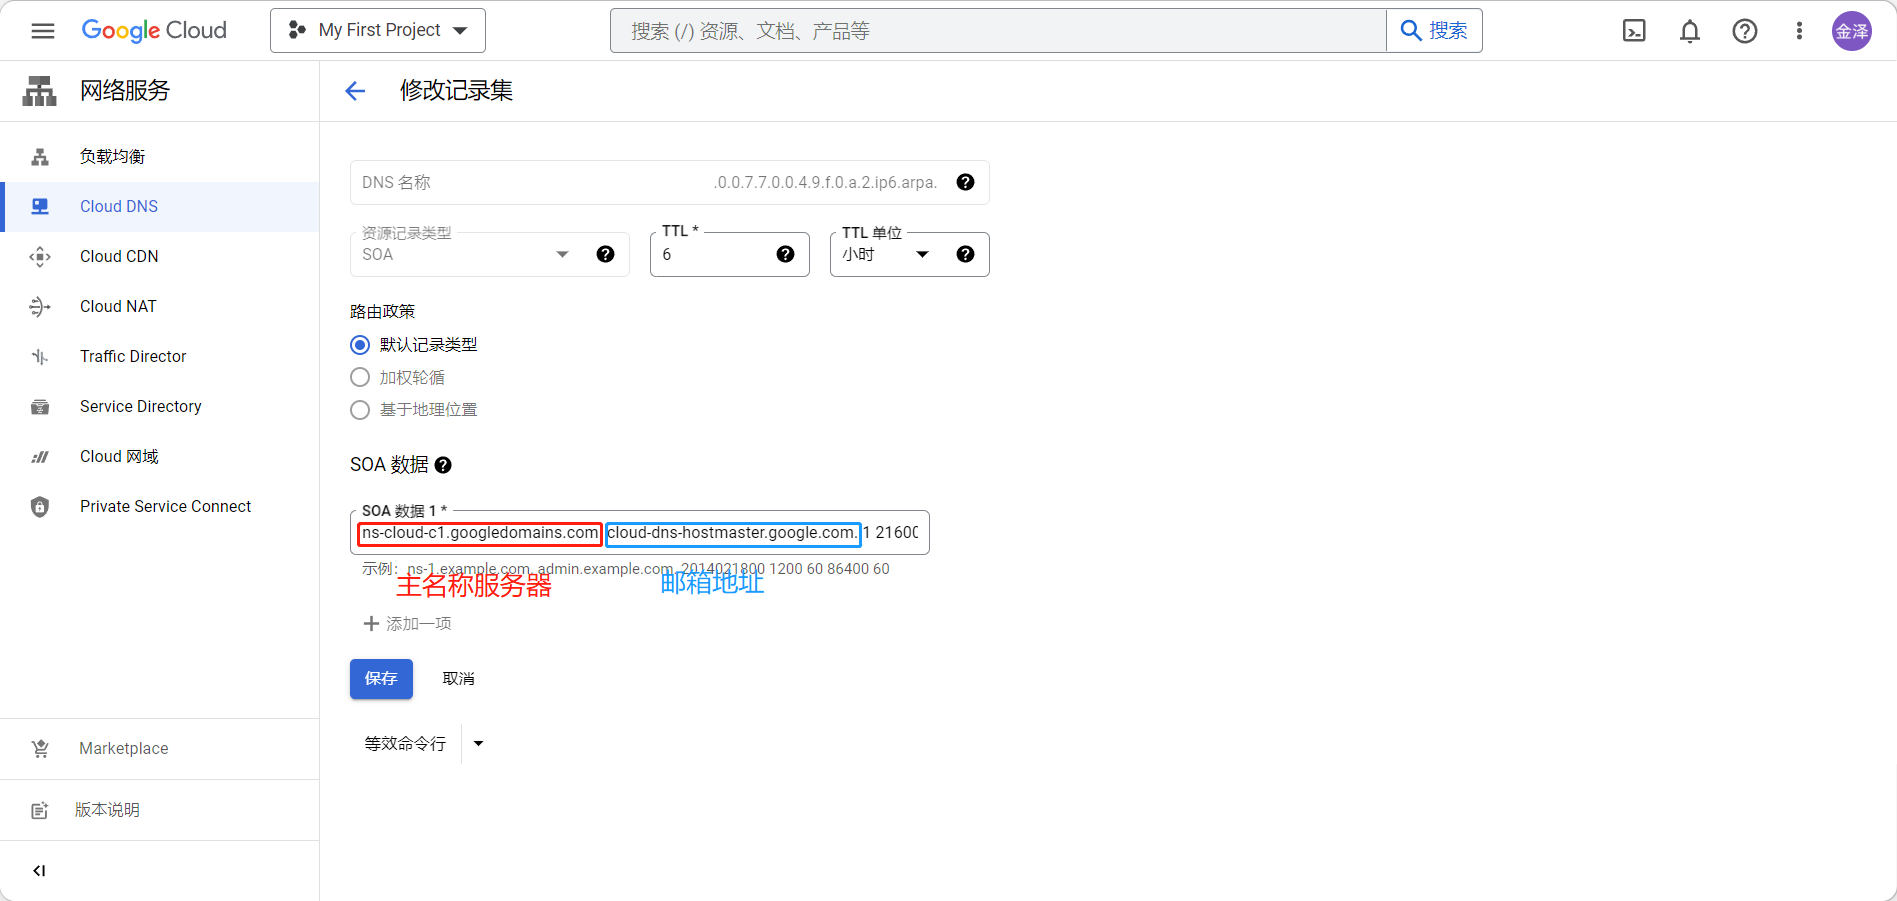 Google Cloud
My First Project
搜索 (/) 资源、文档、产品等
搜索
金泽
网络服务
修改记录集
负载均衡
Cloud DNS
Cloud CDN
Cloud NAT
Traffic Director
Service Directory
Cloud 网域
Private Service Connect
Marketplace
版本说明
DNS 名称
.0.0.7.7.0.0.4.9.f.0.a.2.ip6.arpa.
资源记录类型
SOA
TTL *
6
TTL 单位
小时
路由政策
默认记录类型
加权轮循
基于地理位置
SOA 数据
SOA 数据 1 *
ns-cloud-c1.googledomains.com cloud-dns-hostmaster.google.com. 1 21600
示例：ns-1.example.com. admin.example.com. 2014021800 1200 60 86400 60
主名称服务器
邮箱地址
添加一项
保存
取消
等效命令行